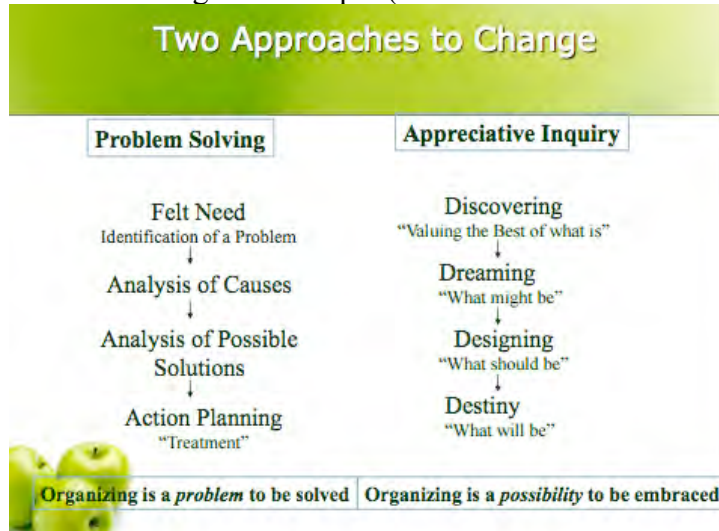 Two Approaches to Change
Problem Solving
Felt Need
Identification of a Problem
Analysis of Causes
Analysis of Possible
Solutions
Action Planning
“Treatment”
Organizing is a problem to be solved
Appreciative Inquiry
Discovering
“Valuing the Best of what is”
Dreaming
“What might be”
Designing
“What should be”
Destiny
“What will be”
Organizing is a possibility to be embraced